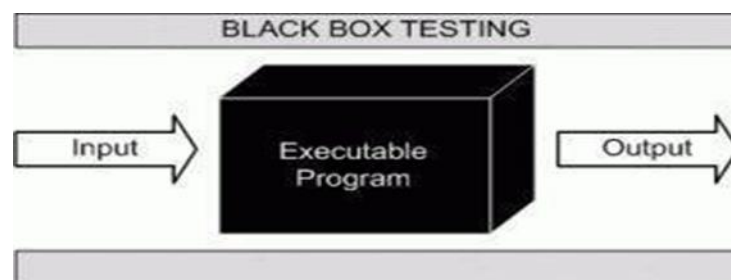 BLACK BOX TESTING
Input
Executable
Program
Output